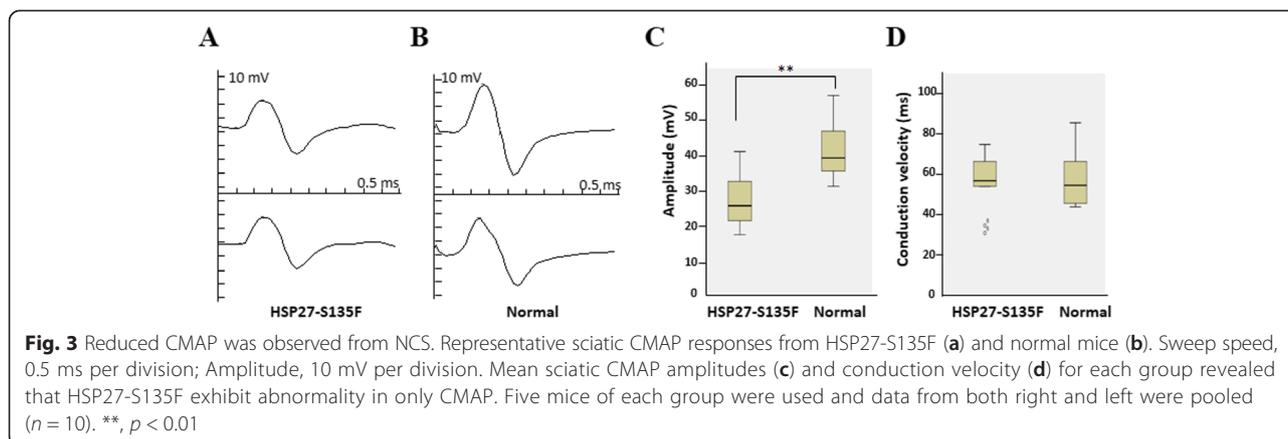 A
B
C
D
10 mV
0.5 ms
HSP27-S135F
10 mV
0.5 ms
Normal
**
Amplitude (mV)
60
50
40
30
20
10
0
HSP27-S135F Normal
Conduction velocity (ms)
100
80
60
40
20
0
HSP27-S135F Normal
Fig. 3 Reduced CMAP was observed from NCS. Representative sciatic CMAP responses from HSP27-S135F (a) and normal mice (b). Sweep speed,
0.5 ms per division; Amplitude, 10 mV per division. Mean sciatic CMAP amplitudes (c) and conduction velocity (d) for each group revealed
that HSP27-S135F exhibit abnormality in only CMAP. Five mice of each group were used and data from both right and left were pooled
(n = 10). **, p < 0.01